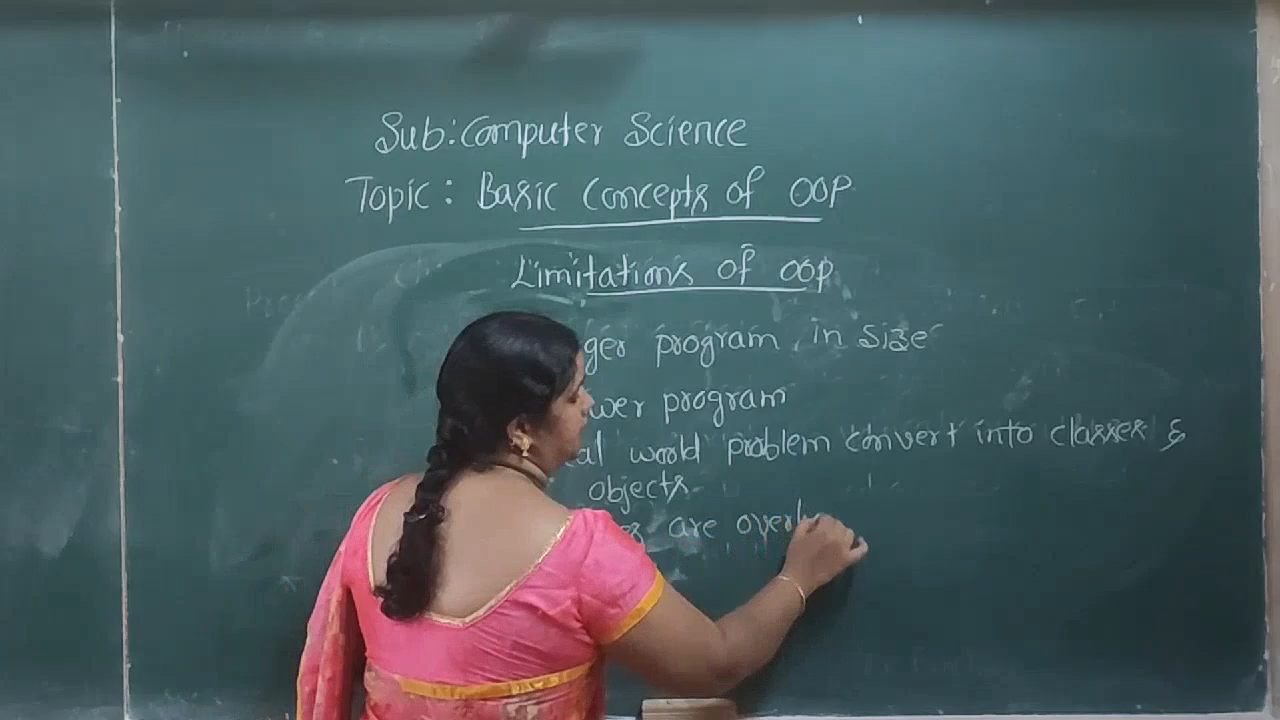 Sub: Computer Science
Topic: Basic Concepts of OOP
Limitations of OOP
ger program in size
wer program
al world problem convert into classes &
objects
are overl